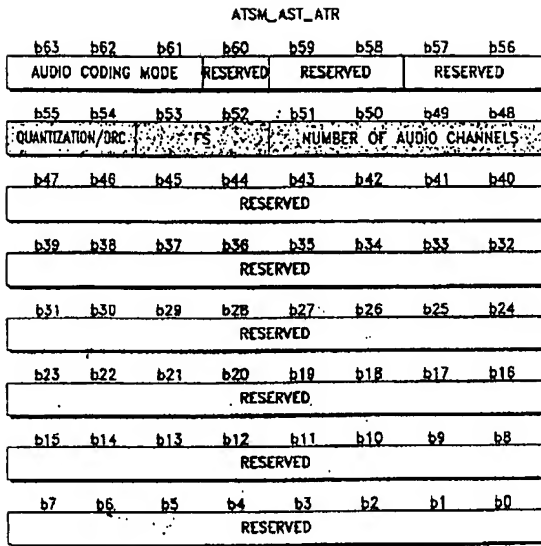 ATSM_AST_ATR
b63 b62 b61 b60 b59 b58 b57 b56
AUDIO CODING MODE RESERVED RESERVED RESERVED
b55 b54 b53 b52 b51 b50 b49 b48
QUANTIZATION/DRC FS NUMBER OF AUDIO CHANNELS
b47 b46 b45 b44 b43 b42 b41 b40
RESERVED
b39 b38 b37 b36 b35 b34 b33 b32
RESERVED
b31 b30 b29 b28 b27 b26 b25 b24
RESERVED
b23 b22 b21 b20 b19 b18 b17 b16
RESERVED
b15 b14 b13 b12 b11 b10 b9 b8
RESERVED
b7 b6 b5 b4 b3 b2 b1 b0
RESERVED